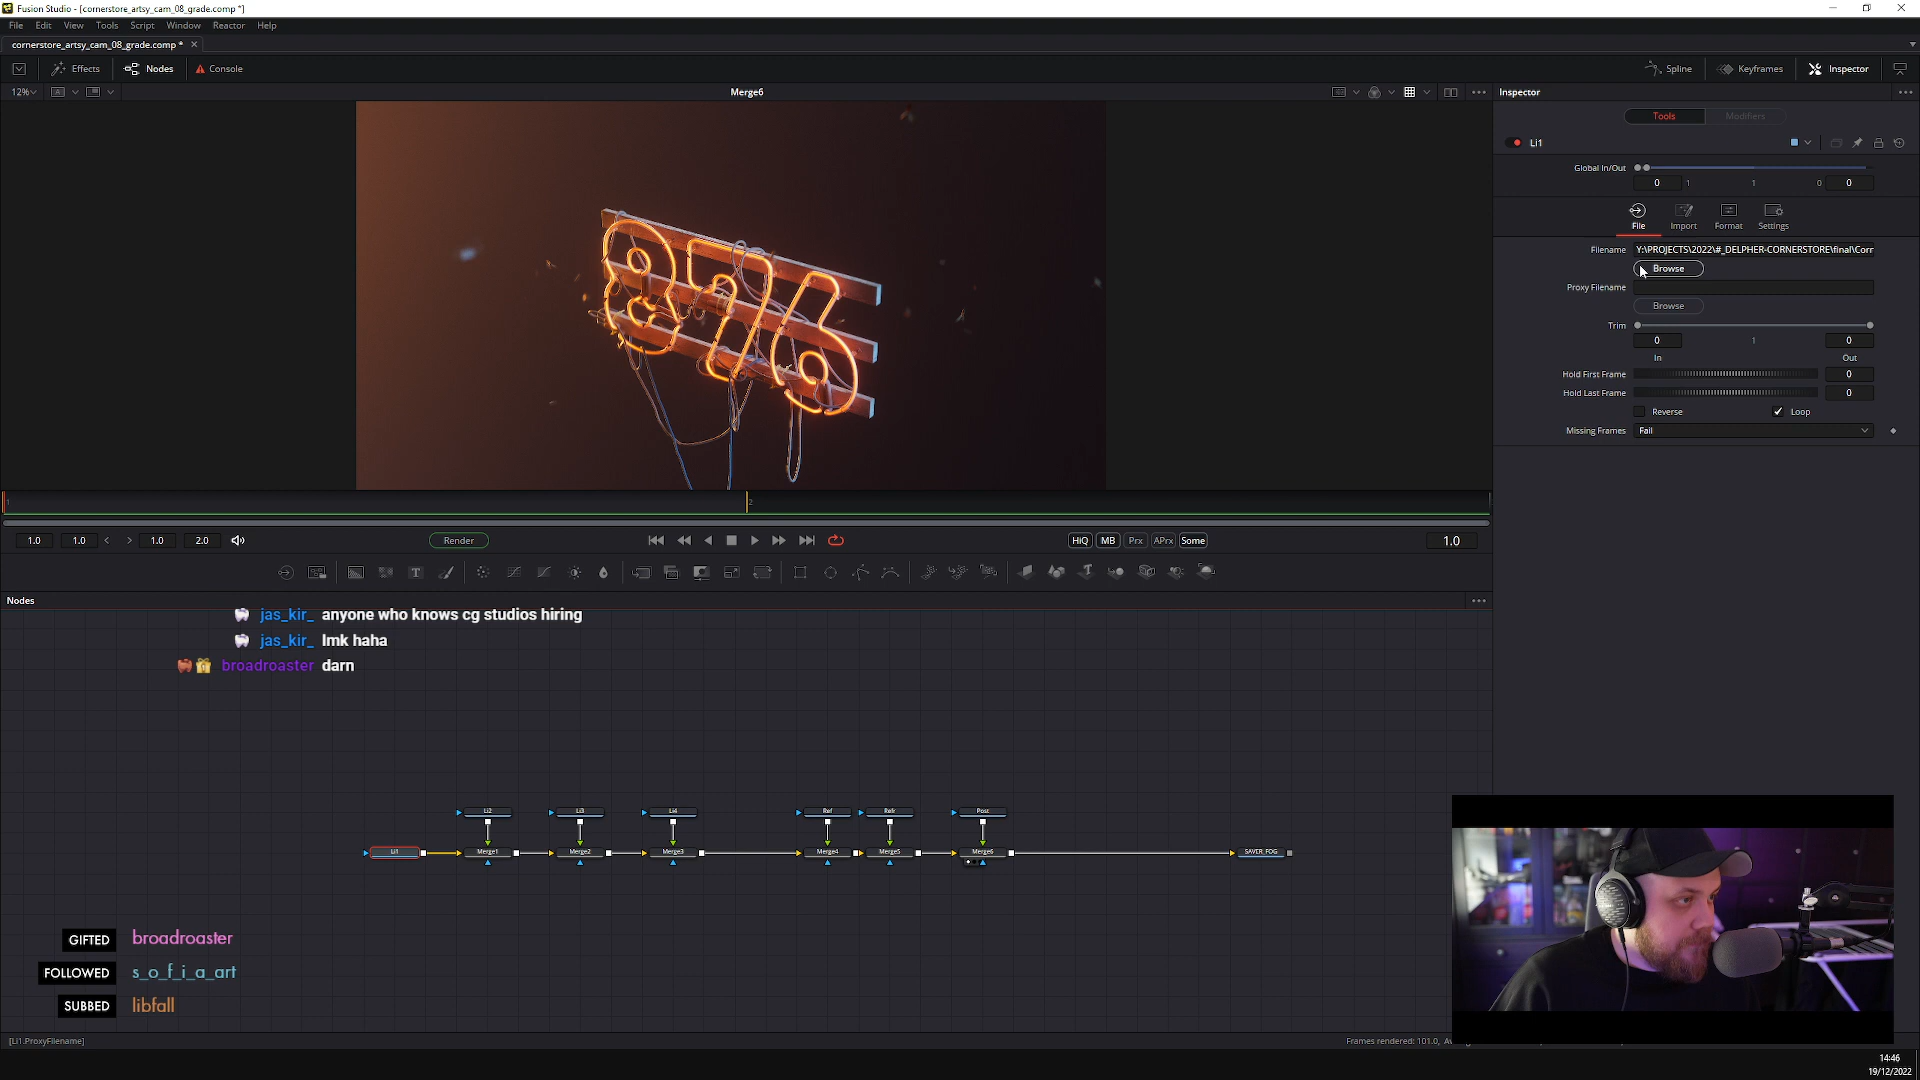 Fusion Studio - [cornerstore_artsy_cam_08_grade.comp *]
File Edit View Tools Script Window Reactor Help
cornerstore_artsy_cam_08_grade.comp *
Effects Nodes Console Spline Keyframes Inspector
12% Merge6 Inspector
Tools Modifiers
Li1
Global In/Out
0 1 1 0 0
File Import Format Settings
Filename Y:\PROJECTS\2022\#_DELPHER-CORNERSTORE\final\Corr
Browse
Proxy Filename
Browse
Trim
0 1 0
In Out
Hold First Frame 0
Hold Last Frame 0
Reverse Loop
Missing Frames Fail
876
1 2
1.0 1.0 < > 1.0 2.0 Render HiQ MB Prx APrx Some 1.0
Nodes
jas_kir_ anyone who knows cg studios hiring
jas_kir_ lmk haha
broadroaster darn
Li2 Li3 Li4 Ref Refr Post
Li1 Merge1 Merge2 Merge3 Merge4 Merge5 Merge6 SAVER_FOG
GIFTED broadroaster
FOLLOWED s_o_f_i_a_art
SUBBED libfall
[Li1.ProxyFilename] Frames rendered: 101.0,
14:46
19/12/2022